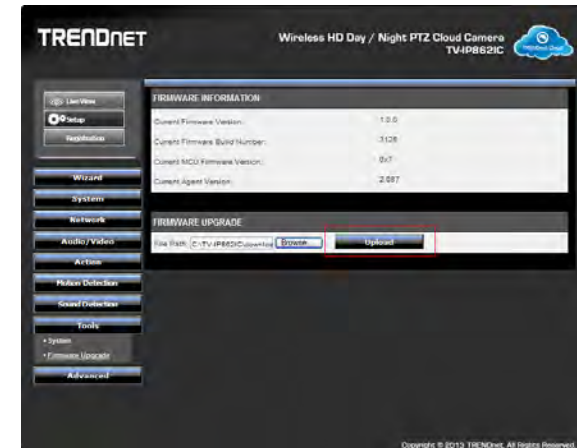 TRENDNET
Wireless HD Day / Night PTZ Cloud Camera
TV-IP862IC
TRENDnet Cloud
Live View
Setup
Registration
Wizard
System
Network
Audio/Video
Action
Motion Detection
Sound Detection
Tools
• System
• Firmware Upgrade
Advanced
FIRMWARE INFORMATION
Current Firmware Version: 1.0.0
Current Firmware Build Number: 3126
Current MCU Firmware Version: 0x7
Current Agent Version: 2.087
FIRMWARE UPGRADE
File Path Browse... Upload
Copyright © 2013 TRENDnet. All Rights Reserved.